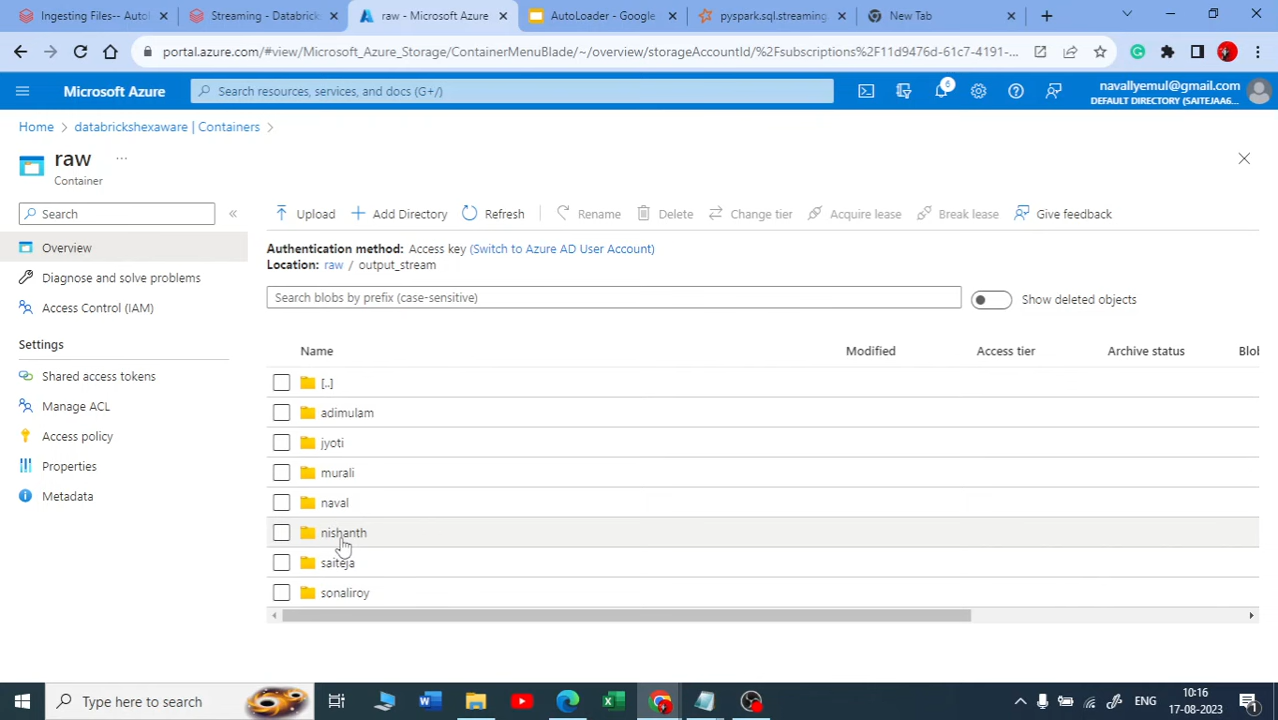 Ingesting Files-- Autol
Streaming - Databrick
raw - Microsoft Azure
AutoLoader - Google
pyspark.sql.streaming
New Tab
portal.azure.com/#view/Microsoft_Azure_Storage/ContainerMenuBlade/~/overview/storageAccountId/%2Fsubscriptions%2F11d9476d-61c7-4191-...
Microsoft Azure
Search resources, services, and docs (G+/)
6
navallyemul@gmail.com
DEFAULT DIRECTORY (SAITEJAA6...
Home > databrickshexaware | Containers >
raw ...
Container
Search
«
Upload
Add Directory
Refresh
Rename
Delete
Change tier
Acquire lease
Break lease
Give feedback
Overview
Diagnose and solve problems
Access Control (IAM)
Settings
Shared access tokens
Manage ACL
Access policy
Properties
Metadata
Authentication method: Access key (Switch to Azure AD User Account)
Location: raw / output_stream
Search blobs by prefix (case-sensitive)
Show deleted objects
Name Modified Access tier Archive status Blol
[..]
adimulam
jyoti
murali
naval
nishanth
saiteja
sonaliroy
Type here to search
ENG
10:16
17-08-2023
1